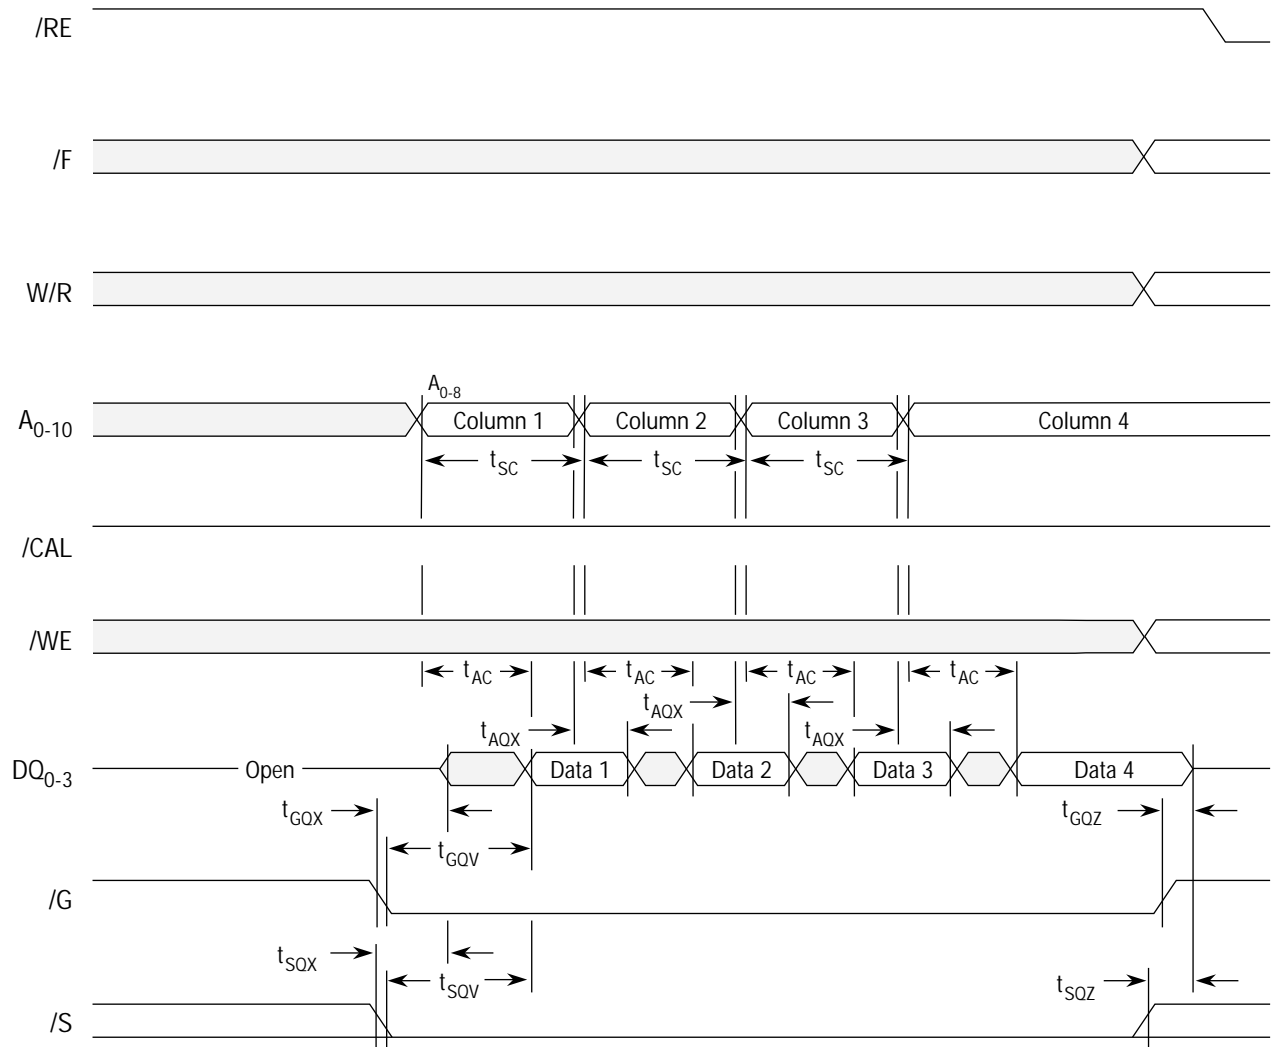 /RE
/F
W/R
A0-8
A0-10 Column 1 Column 2 Column 3 Column 4
tSC tSC tSC
/CAL
/WE
tAC tAC tAC tAC
tAQX
tAQX tAQX
DQ0-3 Open Data 1 Data 2 Data 3 Data 4
tGQX tGQZ
tGQV
/G
tSQX
tSQV tSQZ
/S